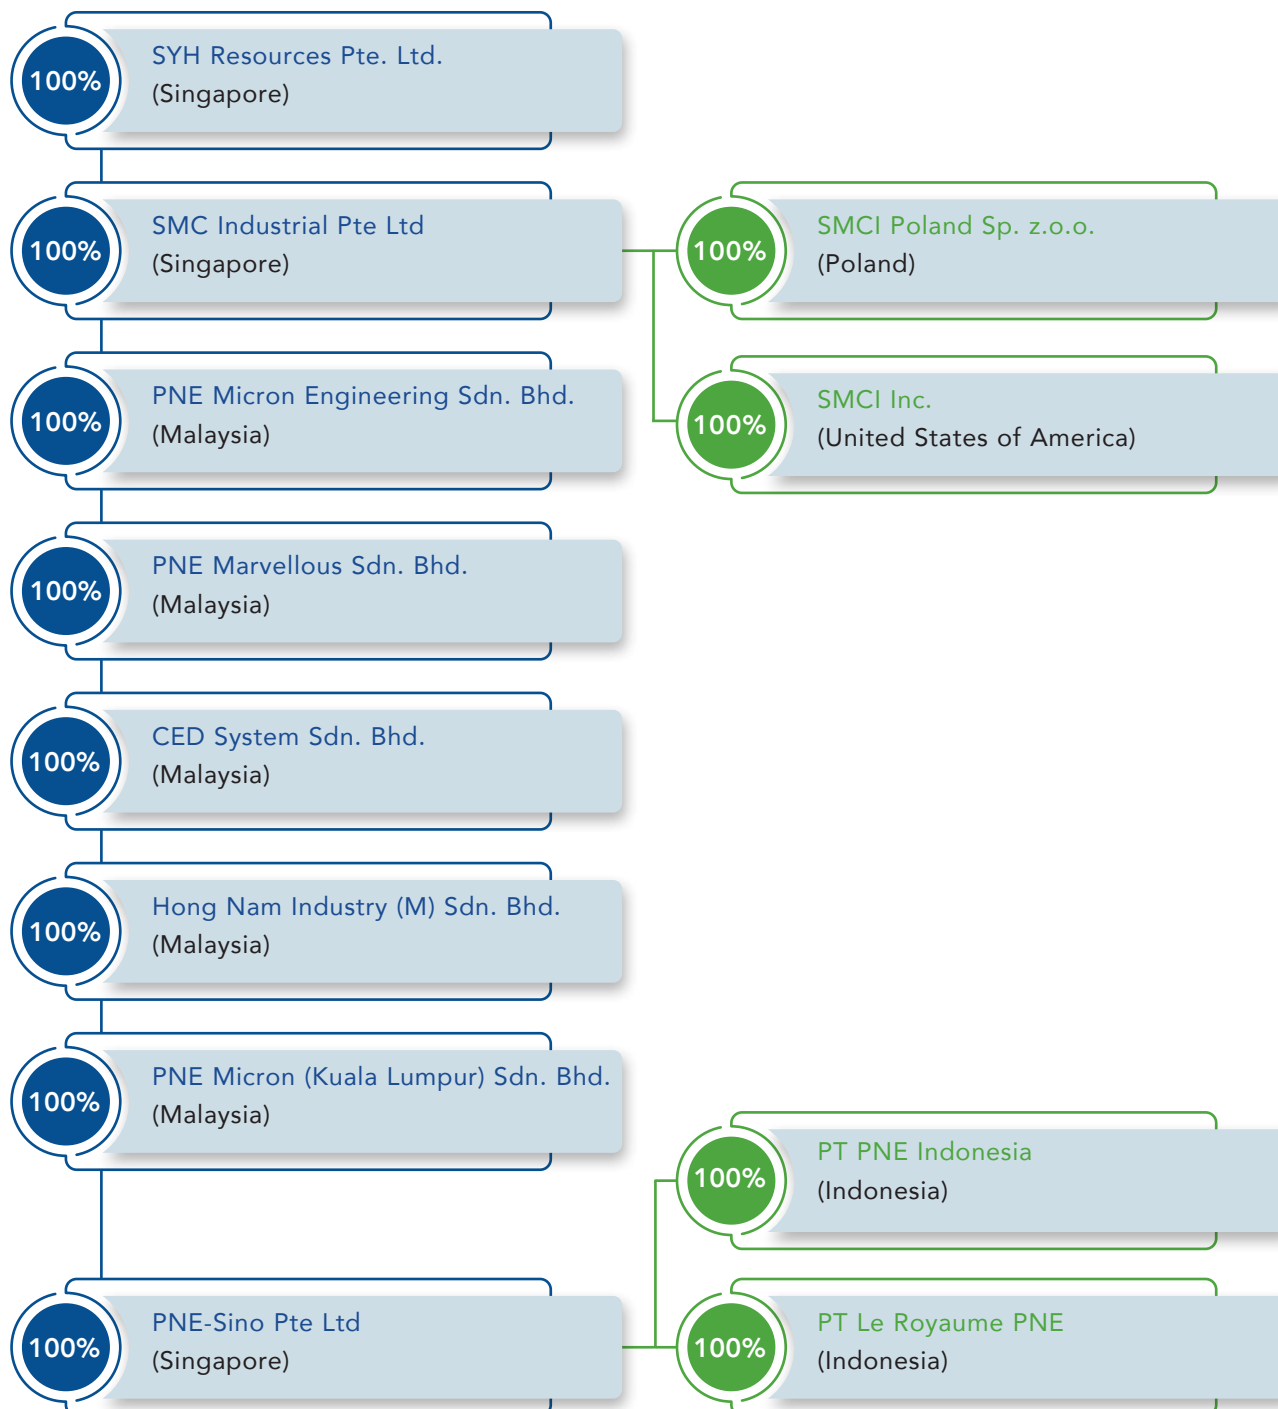 100%
SYH Resources Pte. Ltd.
(Singapore)
100%
SMC Industrial Pte Ltd
(Singapore)
100%
SMCI Poland Sp. z.o.o.
(Poland)
100%
SMCI Inc.
(United States of America)
100%
PNE Micron Engineering Sdn. Bhd.
(Malaysia)
100%
PNE Marvellous Sdn. Bhd.
(Malaysia)
100%
CED System Sdn. Bhd.
(Malaysia)
100%
Hong Nam Industry (M) Sdn. Bhd.
(Malaysia)
100%
PNE Micron (Kuala Lumpur) Sdn. Bhd.
(Malaysia)
100%
PT PNE Indonesia
(Indonesia)
100%
PNE-Sino Pte Ltd
(Singapore)
100%
PT Le Royaume PNE
(Indonesia)